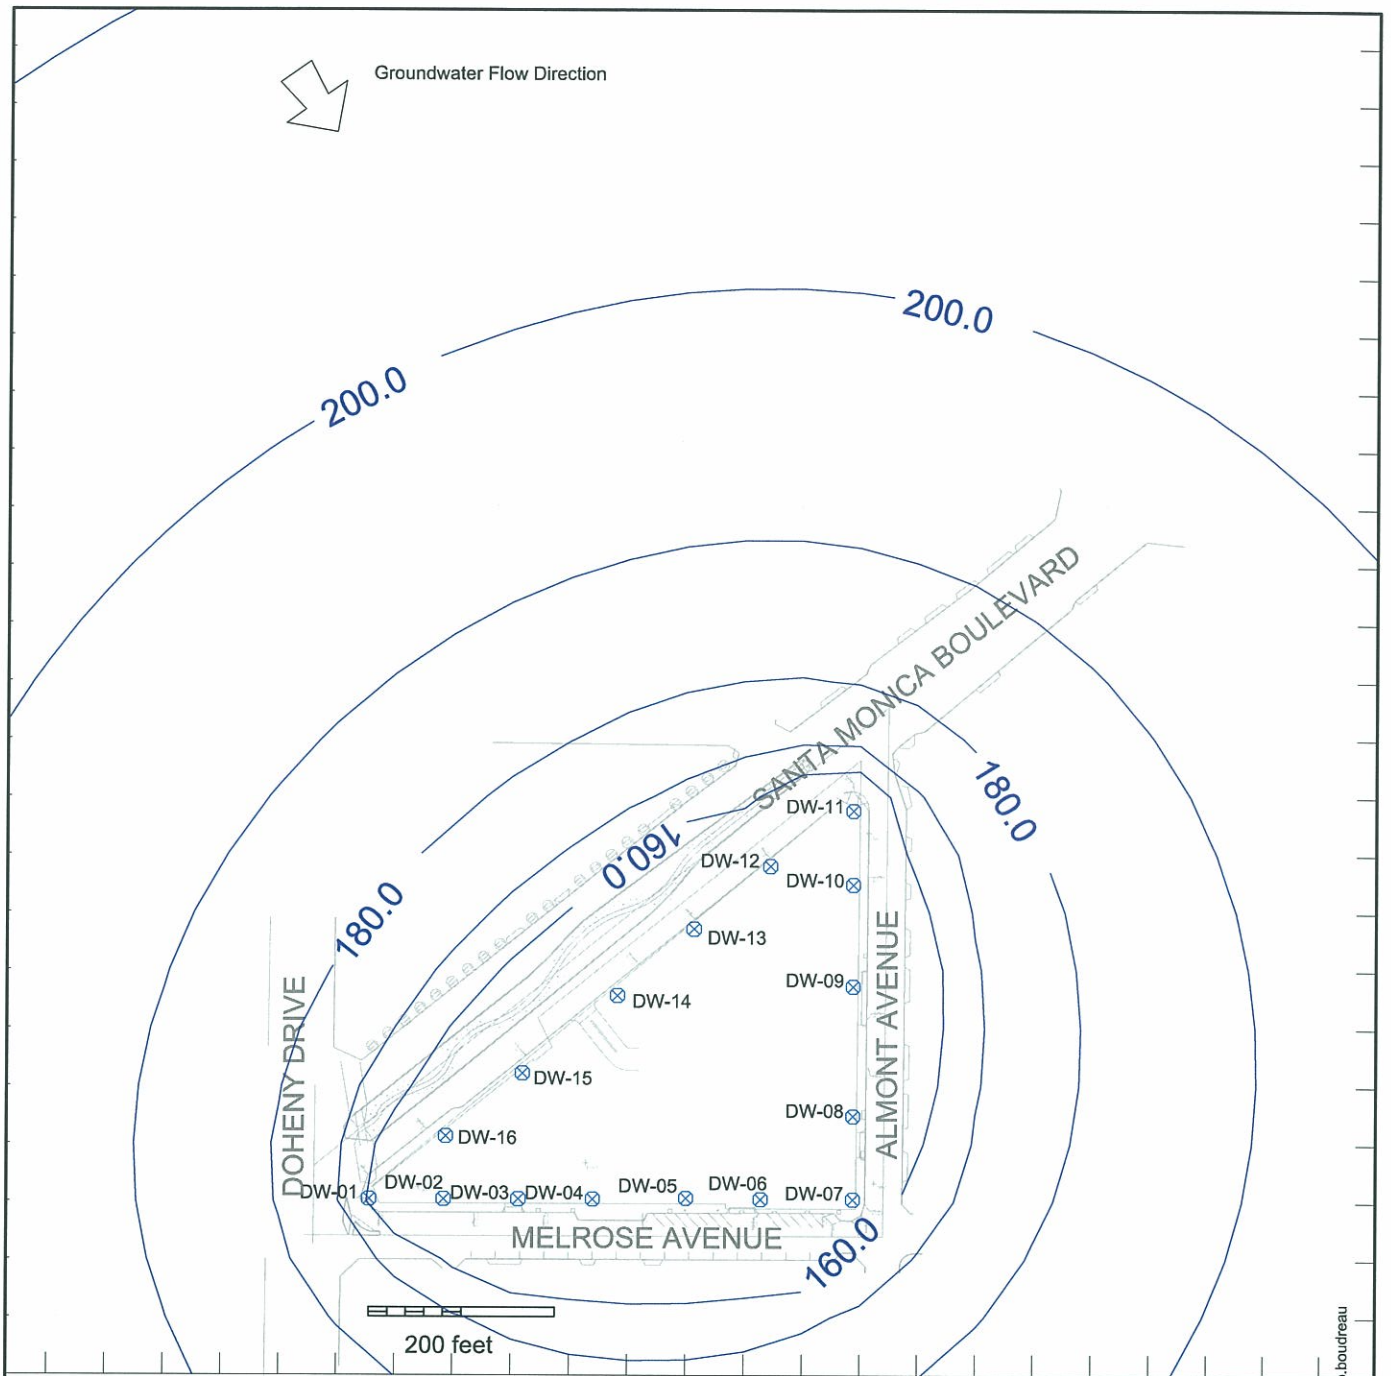 Groundwater Flow Direction
200.0
200.0
SANTA MONICA BOULEVARD
180.0
DW-11
160.0
DW-12
DW-10
180.0
DW-13
DOHENY DRIVE
ALMONT AVENUE
DW-09
DW-14
DW-15
DW-08
DW-16
DW-01
DW-02
DW-03
DW-04
DW-05
DW-06
DW-07
MELROSE AVENUE
160.0
200 feet
.boudreau